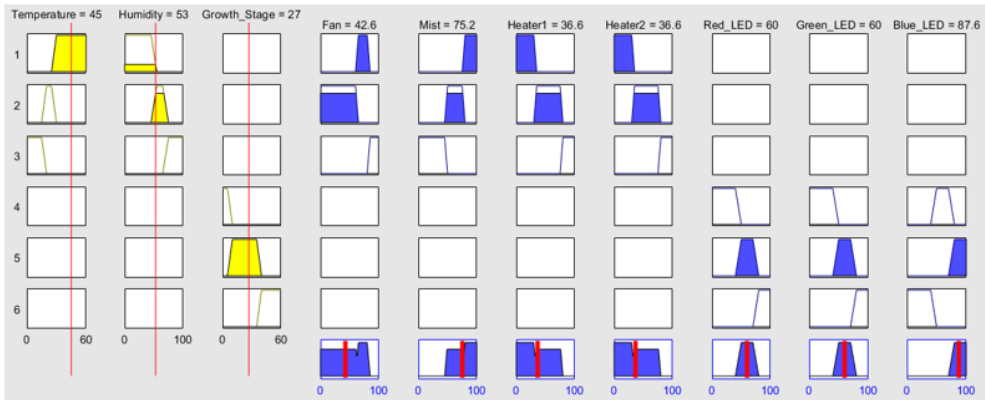 Temperature = 45 Humidity = 53 Growth_Stage = 27 Fan = 42.6 Mist = 75.2 Heater1 = 36.6 Heater2 = 36.6 Red_LED = 60 Green_LED = 60 Blue_LED = 87.6
1
2
3
4
5
6
0 60 0 100 0 60
0 100 0 100 0 100 0 100 0 100 0 100 0 100